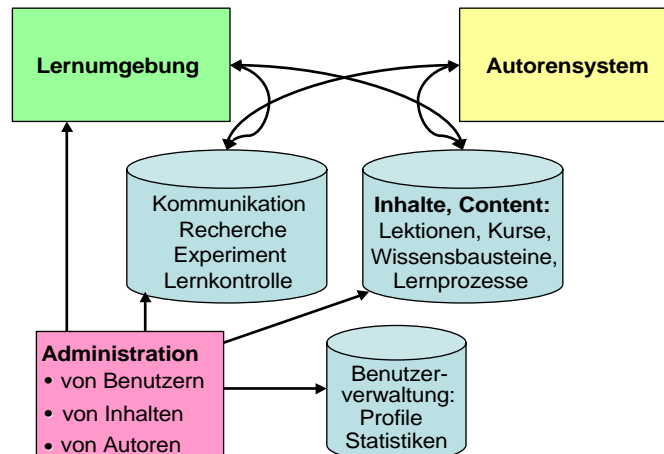 Lernumgebung
Autorensystem
Kommunikation
Recherche
Experiment
Lernkontrolle
Inhalte, Content:
Lektionen, Kurse,
Wissensbausteine,
Lernprozesse
Administration
• von Benutzern
• von Inhalten
• von Autoren
Benutzer-
verwaltung:
Profile
Statistiken